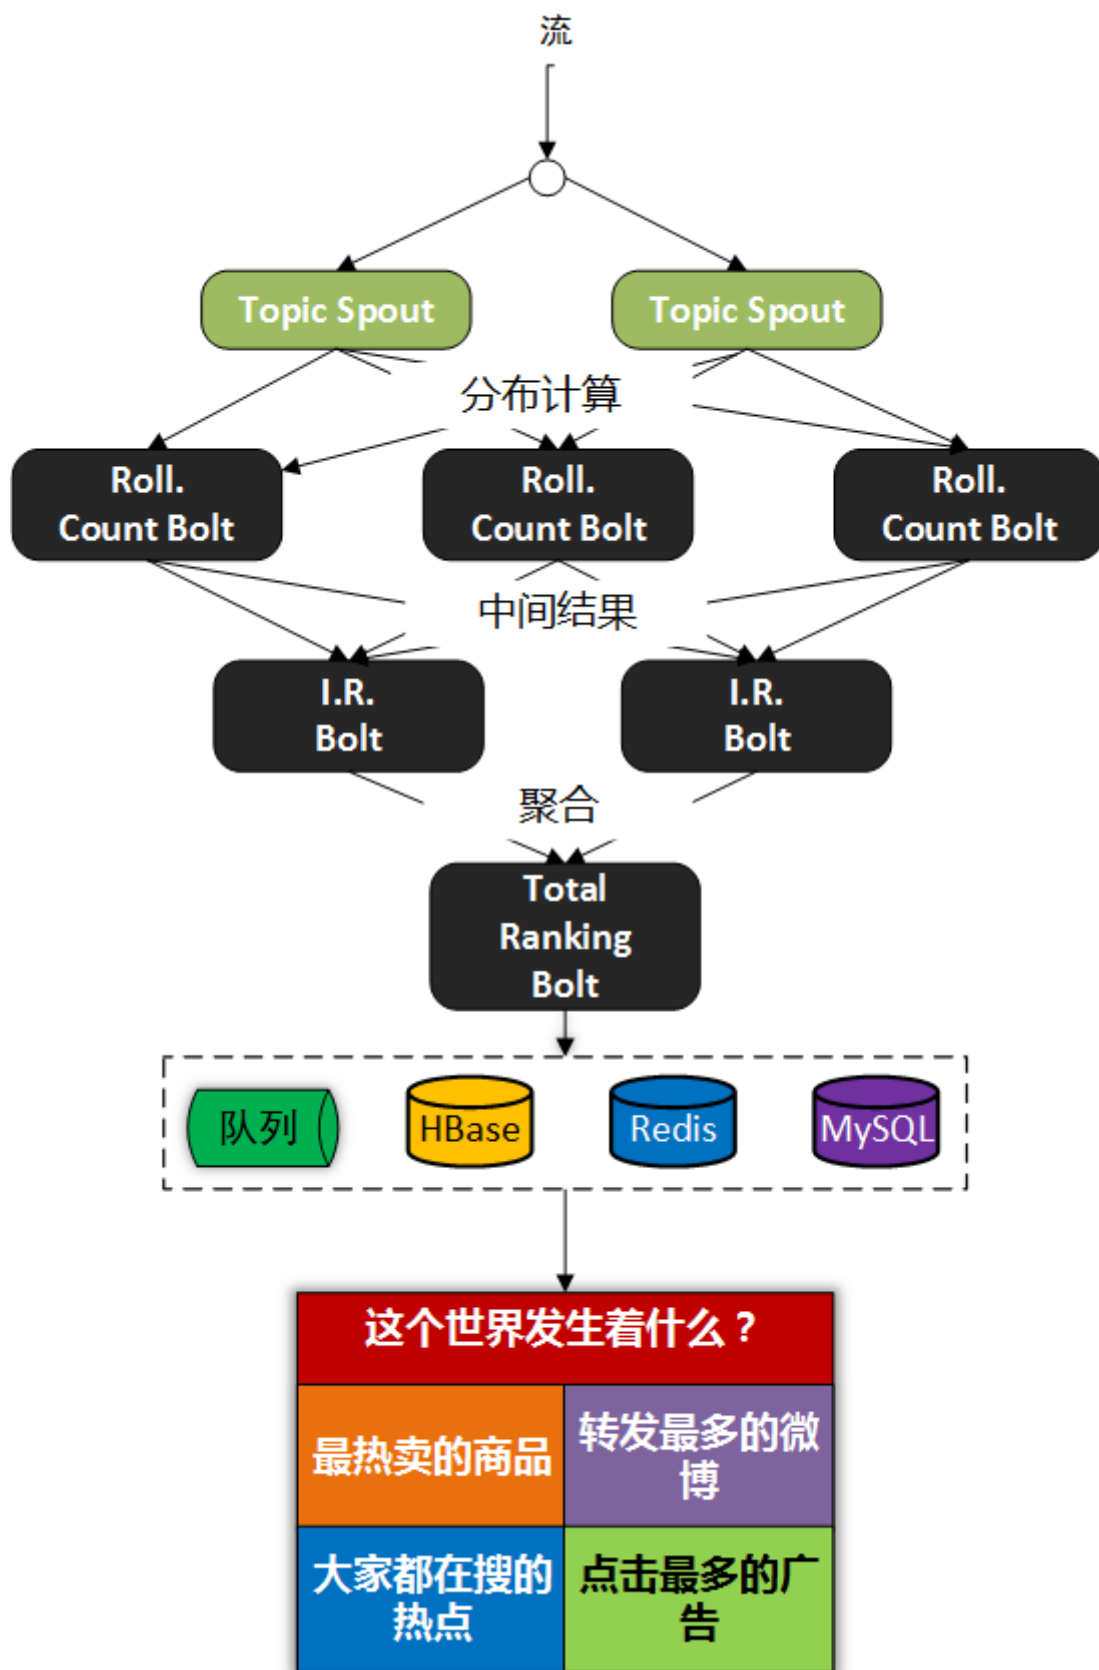 流
Topic Spout
Topic Spout
分布计算
Roll.
Count Bolt
Roll.
Count Bolt
Roll.
Count Bolt
中间结果
I.R.
Bolt
I.R.
Bolt
聚合
Total
Ranking
Bolt
队列
HBase
Redis
MySQL
这个世界发生着什么？
最热卖的商品
转发最多的微
博
大家都在搜的
热点
点击最多的广
告